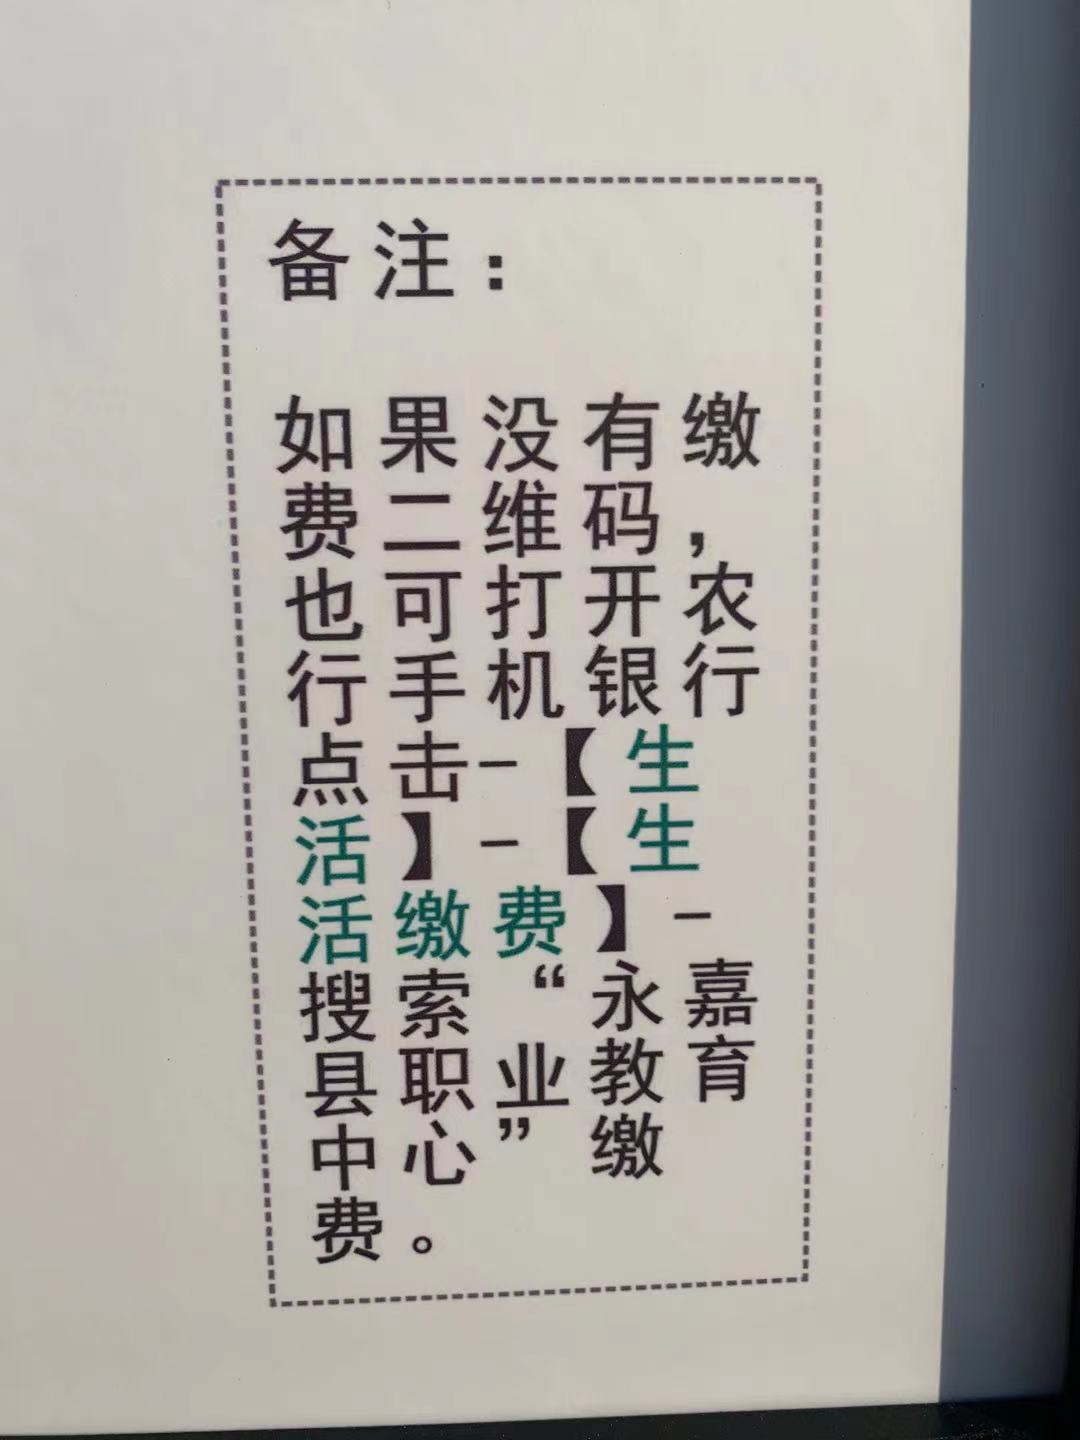 备注：
如果没有缴
费二维码，
也可打开农
行手机银行
点击-【生
活】-【生
活缴费】-
搜索“永嘉
县职业教育
中心”缴
费。